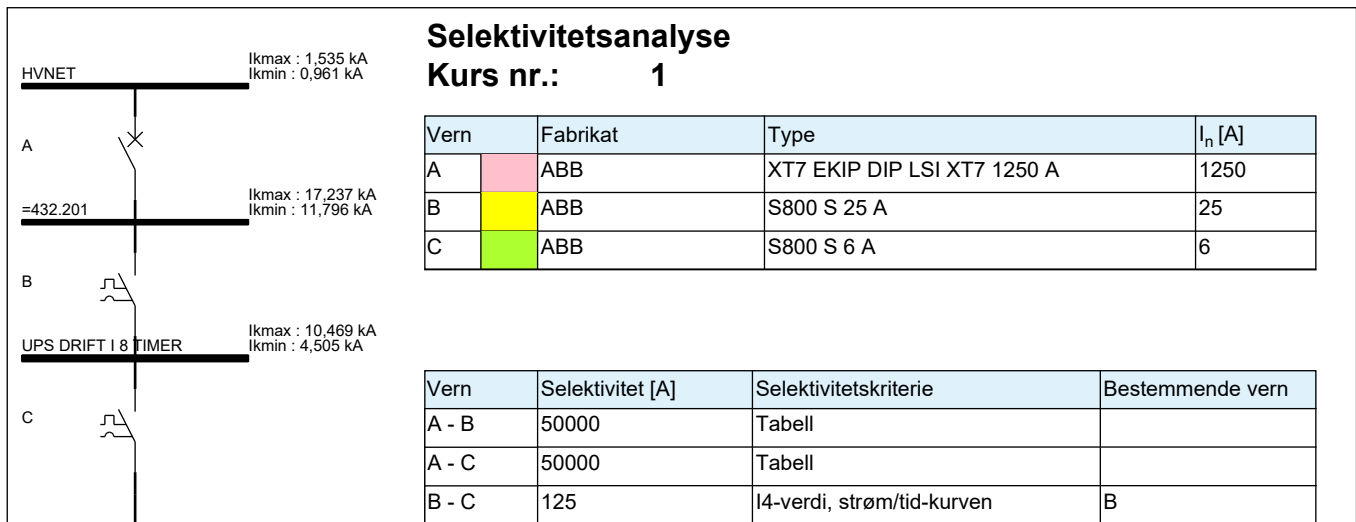 Selektivitetsanalyse
Kurs nr.: 1
HVNET
Ikmax : 1,535 kA
Ikmin : 0,961 kA
A
=432.201
Ikmax : 17,237 kA
Ikmin : 11,796 kA
B
UPS DRIFT I 8 TIMER
Ikmax : 10,469 kA
Ikmin : 4,505 kA
C
Vern Fabrikat Type In [A]
A ABB XT7 EKIP DIP LSI XT7 1250 A 1250
B ABB S800 S 25 A 25
C ABB S800 S 6 A 6
Vern Selektivitet [A] Selektivitetskriterie Bestemmende vern
A - B 50000 Tabell
A - C 50000 Tabell
B - C 125 I4-verdi, strøm/tid-kurven B